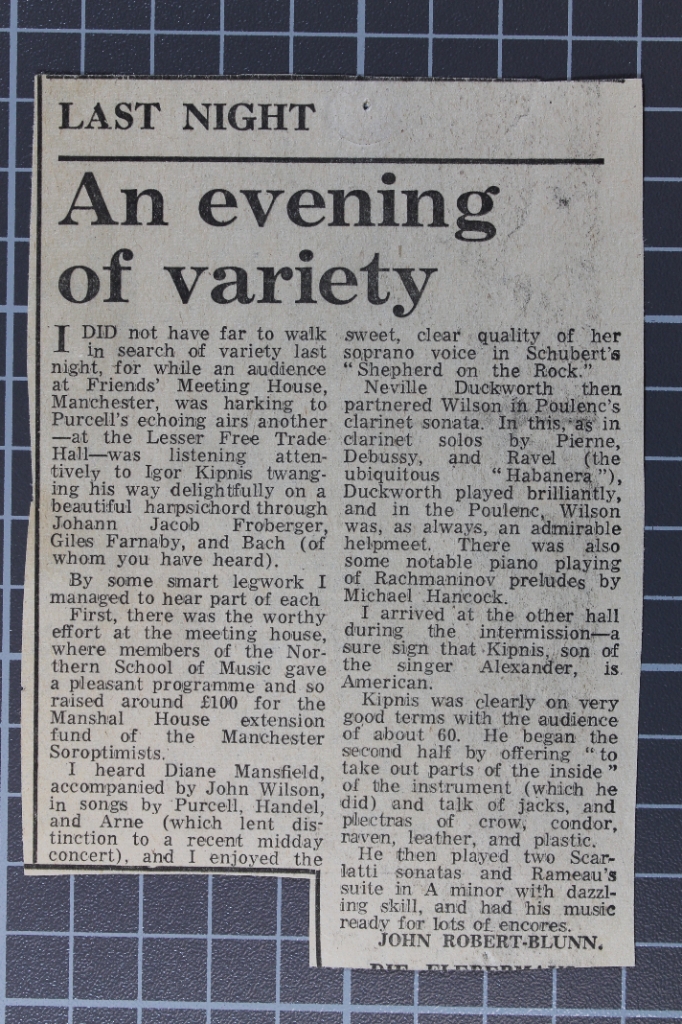 LAST NIGHT
An evening
of variety
I DID not have far to walk
in search of variety last
night, for while an audience
at Friends' Meeting House,
Manchester, was harking to
Purcell's echoing airs another
—at the Lesser Free Trade
Hall—was listening atten-
tively to Igor Kipnis twang-
ing his way delightfully on a
beautiful harpsichord through
Johann Jacob Froberger,
Giles Farnaby, and Bach (of
whom you have heard).
By some smart legwork I
managed to hear part of each
First, there was the worthy
effort at the meeting house,
where members of the Nor-
thern School of Music gave
a pleasant programme and so
raised around £100 for the
Manshal House extension
fund of the Manchester
Soroptimists.
I heard Diane Mansfield,
accompanied by John Wilson,
in songs by Purcell, Handel,
and Arne (which lent dis-
tinction to a recent midday
concert), and I enjoyed the
sweet, clear quality of her
soprano voice in Schubert's
"Shepherd on the Rock."
Neville Duckworth then
partnered Wilson in Poulenc's
clarinet sonata. In this, as in
clarinet solos by Pierne,
Debussy, and Ravel (the
ubiquitous "Habanera"),
Duckworth played brilliantly,
and in the Poulenc, Wilson
was, as always, an admirable
helpmeet. There was also
some notable piano playing
of Rachmaninov preludes by
Michael Hancock.
I arrived at the other hall
during the intermission—a
sure sign that Kipnis, son of
the singer Alexander, is
American.
Kipnis was clearly on very
good terms with the audience
of about 60. He began the
second half by offering "to
take out parts of the inside"
of the instrument (which he
did) and talk of jacks, and
plectras of crow, condor,
raven, leather, and plastic.
He then played two Scar-
latti sonatas and Rameau's
suite in A minor with dazzl-
ing skill, and had his music
ready for lots of encores.
JOHN ROBERT-BLUNN.